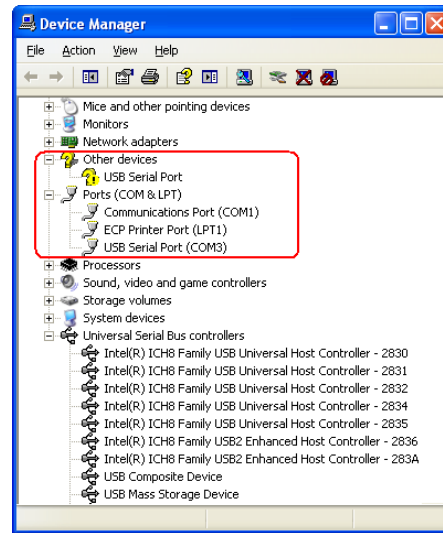 Device Manager
File Action View Help
Mice and other pointing devices
Monitors
Network adapters
Other devices
USB Serial Port
Ports (COM & LPT)
Communications Port (COM1)
ECP Printer Port (LPT1)
USB Serial Port (COM3)
Processors
Sound, video and game controllers
Storage volumes
System devices
Universal Serial Bus controllers
Intel(R) ICH8 Family USB Universal Host Controller - 2830
Intel(R) ICH8 Family USB Universal Host Controller - 2831
Intel(R) ICH8 Family USB Universal Host Controller - 2832
Intel(R) ICH8 Family USB Universal Host Controller - 2834
Intel(R) ICH8 Family USB Universal Host Controller - 2835
Intel(R) ICH8 Family USB2 Enhanced Host Controller - 2836
Intel(R) ICH8 Family USB2 Enhanced Host Controller - 283A
USB Composite Device
USB Mass Storage Device